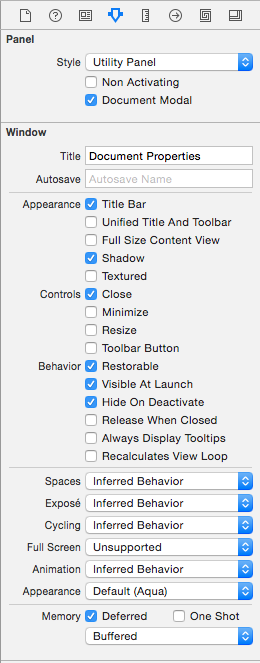 Panel
Style Utility Panel
Non Activating
Document Modal
Window
Title Document Properties
Autosave Autosave Name
Appearance Title Bar
Unified Title And Toolbar
Full Size Content View
Shadow
Textured
Controls Close
Minimize
Resize
Toolbar Button
Behavior Restorable
Visible At Launch
Hide On Deactivate
Release When Closed
Always Display Tooltips
Recalculates View Loop
Spaces Inferred Behavior
Exposé Inferred Behavior
Cycling Inferred Behavior
Full Screen Unsupported
Animation Inferred Behavior
Appearance Default (Aqua)
Memory Deferred One Shot
Buffered